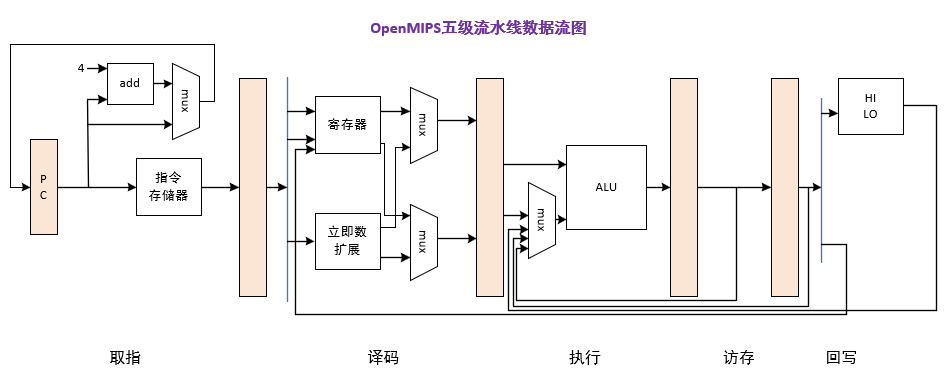 OpenMIPS五级流水线数据流图
4
add
mux
P
C
指令
存储器
寄存器
立即数
扩展
mux
mux
mux
ALU
HI
LO
取指
译码
执行
访存
回写